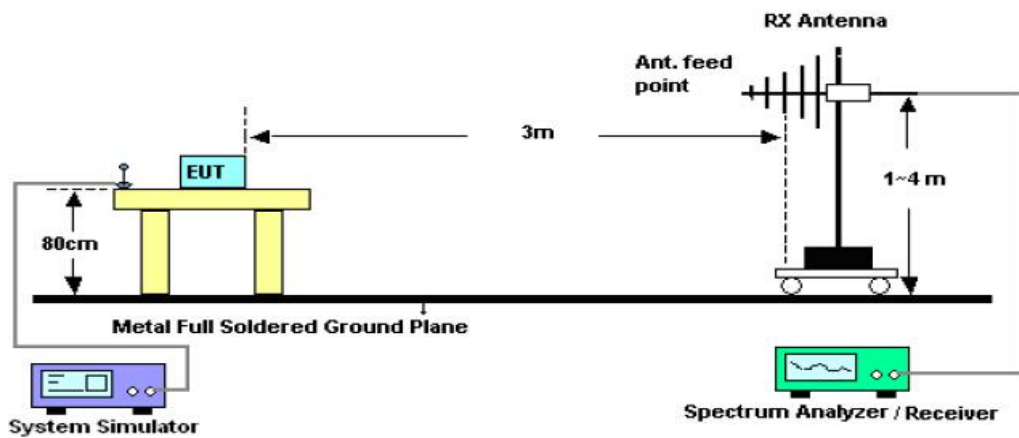 RX Antenna
Ant. feed
point
3m
EUT
1~4 m
80cm
Metal Full Soldered Ground Plane
System Simulator
Spectrum Analyzer / Receiver